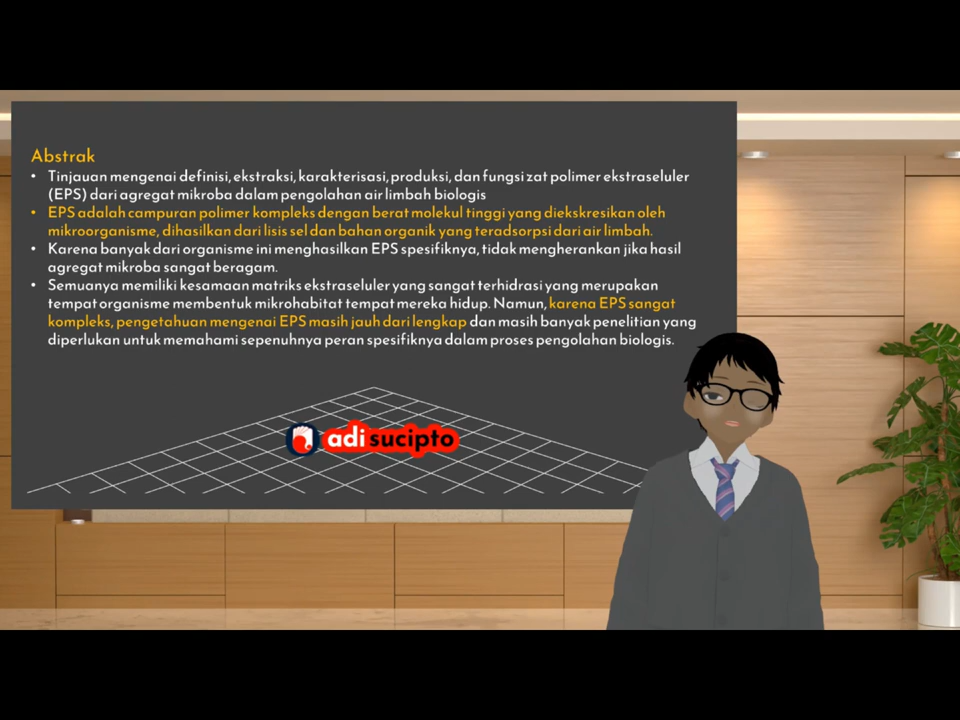 Abstrak
• Tinjauan mengenai definisi, ekstraksi, karakterisasi, produksi, dan fungsi zat polimer ekstraseluler
(EPS) dari agregat mikroba dalam pengolahan air limbah biologis
• EPS adalah campuran polimer kompleks dengan berat molekul tinggi yang diekskresikan oleh
mikroorganisme, dihasilkan dari lisis sel dan bahan organik yang teradsorpsi dari air limbah.
• Karena banyak dari organisme ini menghasilkan EPS spesifiknya, tidak mengherankan jika hasil
agregat mikroba sangat beragam.
• Semuanya memiliki kesamaan matriks ekstraseluler yang sangat terhidrasi yang merupakan
tempat organisme membentuk mikrohabitat tempat mereka hidup. Namun, karena EPS sangat
kompleks, pengetahuan mengenai EPS masih jauh dari lengkap dan masih banyak penelitian yang
diperlukan untuk memahami sepenuhnya peran spesifiknya dalam proses pengolahan biologis.
adi sucipto